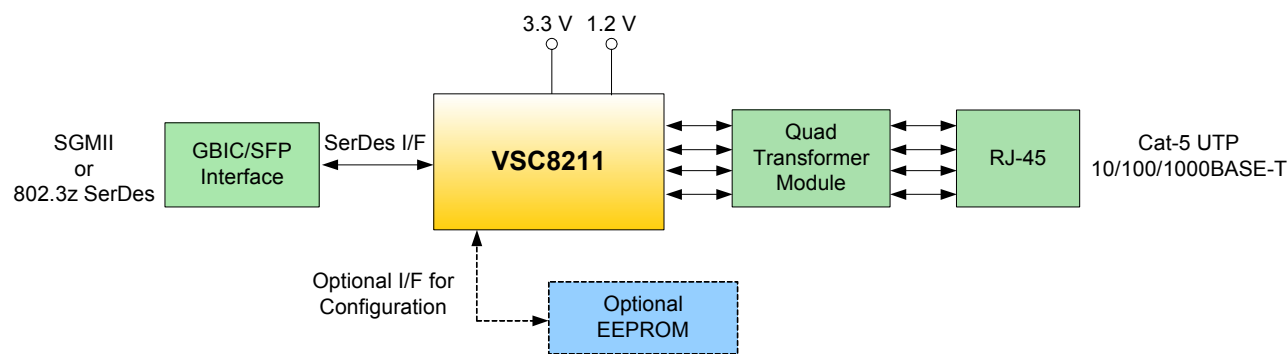 3.3 V
1.2 V
SGMII
or
802.3z SerDes
GBIC/SFP
Interface
SerDes I/F
VSC8211
Quad
Transformer
Module
RJ-45
Cat-5 UTP
10/100/1000BASE-T
Optional I/F for
Configuration
Optional
EEPROM